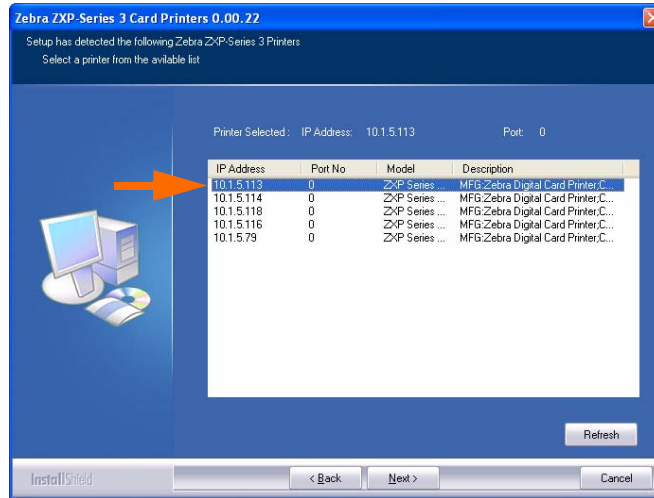 Zebra ZXP-Series 3 Card Printers 0.00.22
Setup has detected the following Zebra ZXP-Series 3 Printers
Select a printer from the avilable list
Printer Selected : IP Address: 10.1.5.113 Port: 0
IP Address Port No Model Description
10.1.5.113 0 ZXP Series ... MFG:Zebra Digital Card Printer;C...
10.1.5.114 0 ZXP Series ... MFG:Zebra Digital Card Printer;C...
10.1.5.118 0 ZXP Series ... MFG:Zebra Digital Card Printer;C...
10.1.5.116 0 ZXP Series ... MFG:Zebra Digital Card Printer;C...
10.1.5.79 0 ZXP Series ... MFG:Zebra Digital Card Printer;C...
Refresh
InstallShield < Back Next > Cancel